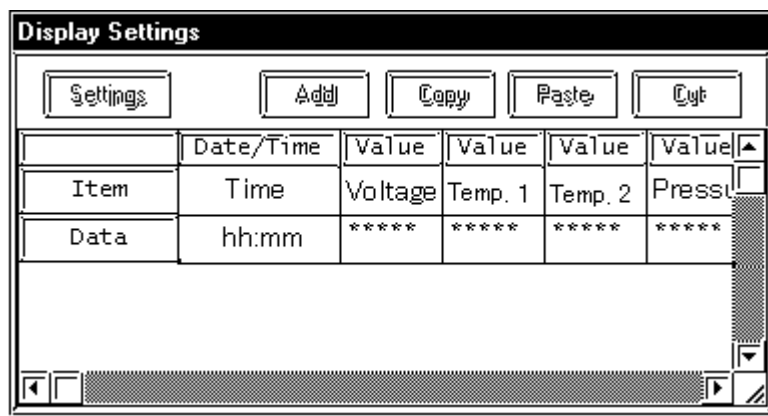 Display Settings
Settings Add Copy Paste Cut
Date/Time Value Value Value Value
Item Time Voltage Temp. 1 Temp. 2 Pressu
Data hh:mm ***** ***** ***** *****